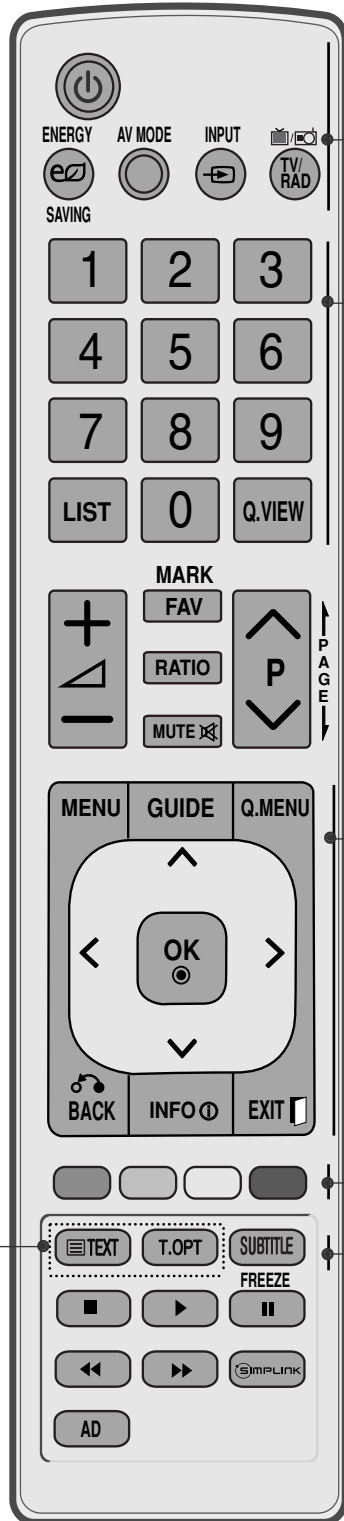 ENERGY AV MODE INPUT
TV/
RAD
SAVING
1 2 3
4 5 6
7 8 9
LIST 0 Q.VIEW
MARK
FAV
RATIO P
MUTE
PAGE
MENU GUIDE Q.MENU
OK
BACK INFO EXIT
TEXT T.OPT SUBTITLE
FREEZE
SIMPLINK
AD